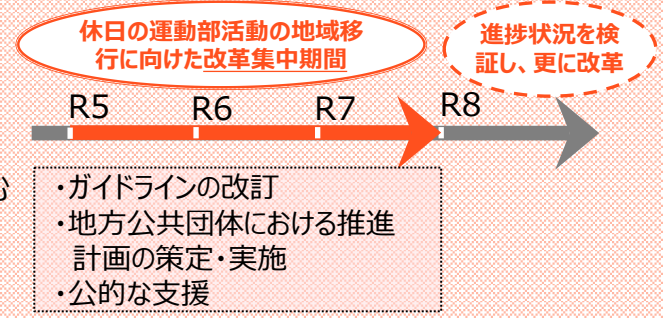 休日の運動部活動の地域移
行に向けた改革集中期間
進捗状況を検
証し、更に改革
R5 R6 R7 R8
む
・ガイドラインの改訂
・地方公共団体における推進
計画の策定・実施
・公的な支援